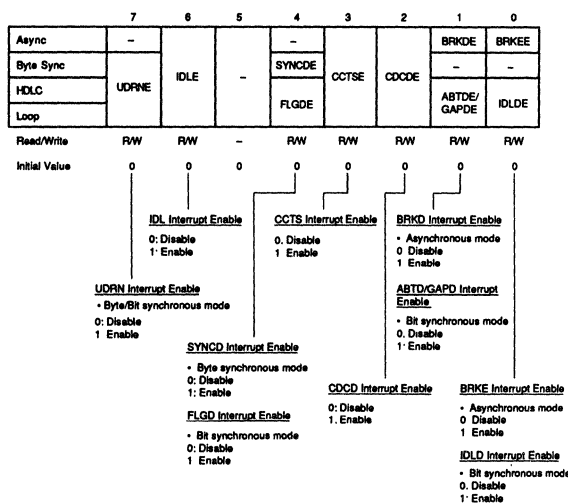 7 6 5 4 3 2 1 0
Async – – BRKDE BRKEE
Byte Sync UDRNE IDLE – SYNCDE CCTSE CDCDE – –
HDLC FLGDE ABTDE/ GAPDE IDLDE
Loop
Read/Write R/W R/W – R/W R/W R/W R/W R/W
Initial Value 0 0 0 0 0 0 0
IDL Interrupt Enable
0: Disable
1· Enable
CCTS Interrupt Enable
0. Disable
1 Enable
BRKD Interrupt Enable
• Asynchronous mode
0 Disable
1 Enable
UDRN Interrupt Enable
• Byte/Bit synchronous mode
0: Disable
1 Enable
ABTD/GAPD Interrupt
Enable
• Bit synchronous mode
0. Disable
1· Enable
SYNCD Interrupt Enable
• Byte synchronous mode
0: Disable
1: Enable
FLGD Interrupt Enable
• Bit synchronous mode
0: Disable
1 Enable
CDCD Interrupt Enable
0: Disable
1. Enable
BRKE Interrupt Enable
• Asynchronous mode
0 Disable
1 Enable
IDLD Interrupt Enable
• Bit synchronous mode
0. Disable
1· Enable